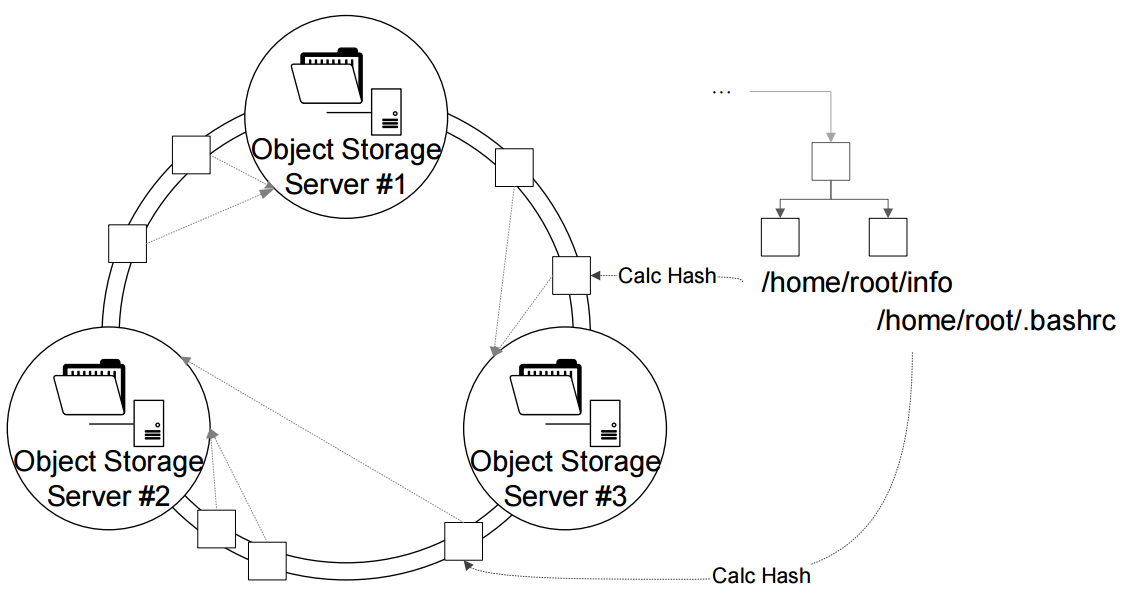 Object Storage
Server #1
...
Calc Hash
/home/root/info
/home/root/.bashrc
Object Storage
Server #2
Object Storage
Server #3
Calc Hash